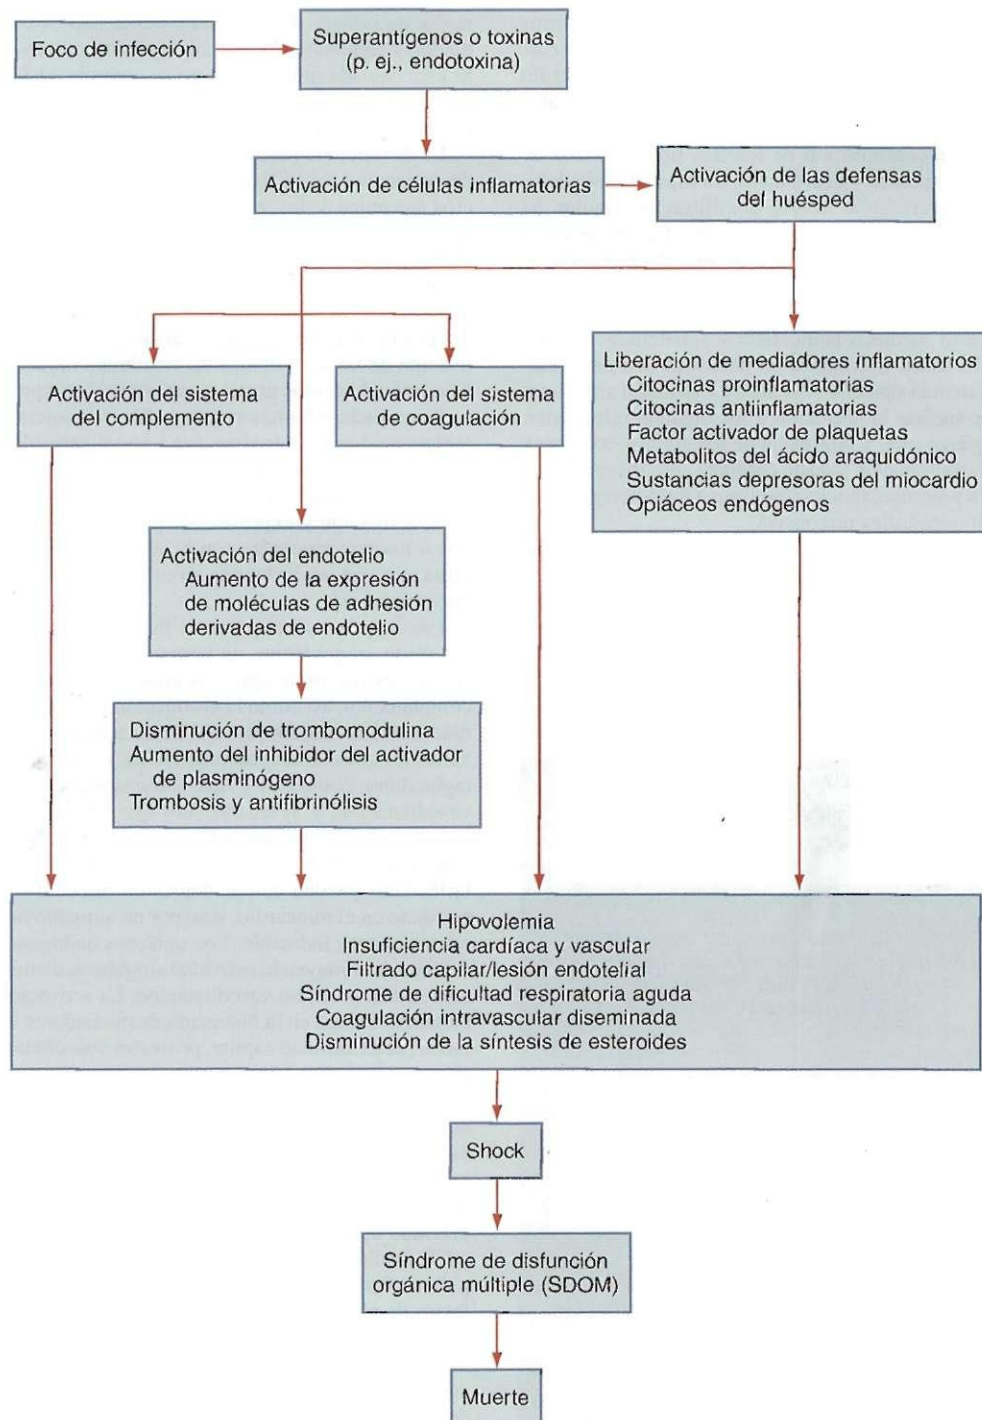 Foco de infección
Superantígenos o toxinas
(p. ej., endotoxina)
Activación de células inflamatorias
Activación de las defensas
del huésped
Activación del sistema
del complemento
Activación del sistema
de coagulación
Liberación de mediadores inflamatorios
Citocinas proinflamatorias
Citocinas antiinflamatorias
Factor activador de plaquetas
Metabolitos del ácido araquidónico
Sustancias depresoras del miocardio
Opiáceos endógenos
Activación del endotelio
Aumento de la expresión
de moléculas de adhesión
derivadas de endotelio
Disminución de trombomodulina
Aumento del inhibidor del activador
de plasminógeno
Trombosis y antifibrinólisis
Hipovolemia
Insuficiencia cardíaca y vascular
Filtrado capilar/lesión endotelial
Síndrome de dificultad respiratoria aguda
Coagulación intravascular diseminada
Disminución de la síntesis de esteroides
Shock
Síndrome de disfunción
orgánica múltiple (SDOM)
Muerte